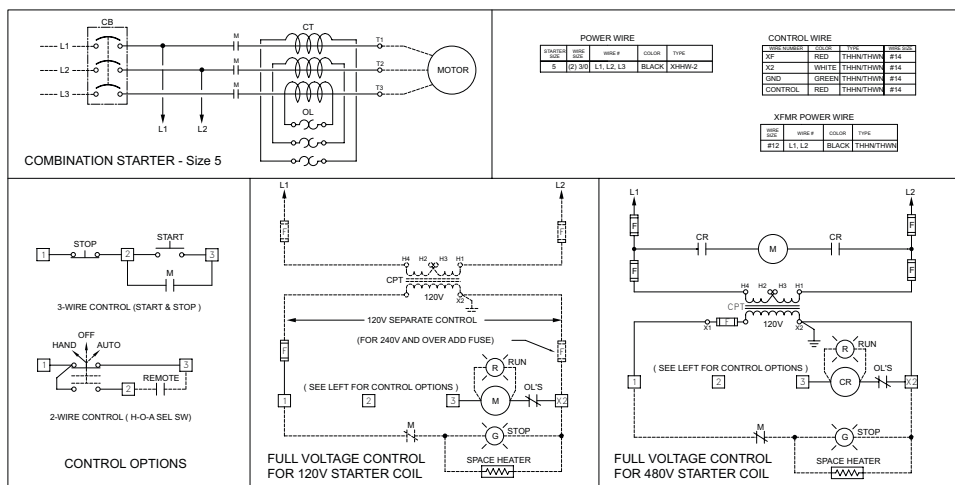 CB
CT
L1
M
T1
L2
M
T2
MOTOR
L3
M
T3
OL
L1 L2
COMBINATION STARTER - Size 5
POWER WIRE
STARTER SIZE WIRE SIZE WIRE # COLOR TYPE
5 (2) 3/0 L1, L2, L3 BLACK XHHW-2
CONTROL WIRE
WIRE NUMBER COLOR TYPE WIRE SIZE
XF RED THHN/THWN #14
X2 WHITE THHN/THWN #14
GND GREEN THHN/THWN #14
CONTROL RED THHN/THWN #14
XFMR POWER WIRE
WIRE SIZE WIRE # COLOR TYPE
#12 L1, L2 BLACK THHN/THWN
1 STOP 2 START 3
M
3-WIRE CONTROL (START & STOP )
OFF
HAND AUTO
1 3
2 REMOTE
2-WIRE CONTROL ( H-O-A SEL SW)
CONTROL OPTIONS
L1 L2
F F
H4 H2 H3 H1
CPT
120V X2
120V SEPARATE CONTROL
(FOR 240V AND OVER ADD FUSE)
F F
R RUN
( SEE LEFT FOR CONTROL OPTIONS )
OL'S
1 2 3 M X2
M G STOP
SPACE HEATER
FULL VOLTAGE CONTROL
FOR 120V STARTER COIL
L1 L2
F F
CR M CR
F F
H4 H2 H3 H1
CPT
X1 F 120V X2
R RUN
( SEE LEFT FOR CONTROL OPTIONS )
OL'S
1 2 3 CR X2
M G STOP
SPACE HEATER
FULL VOLTAGE CONTROL
FOR 480V STARTER COIL